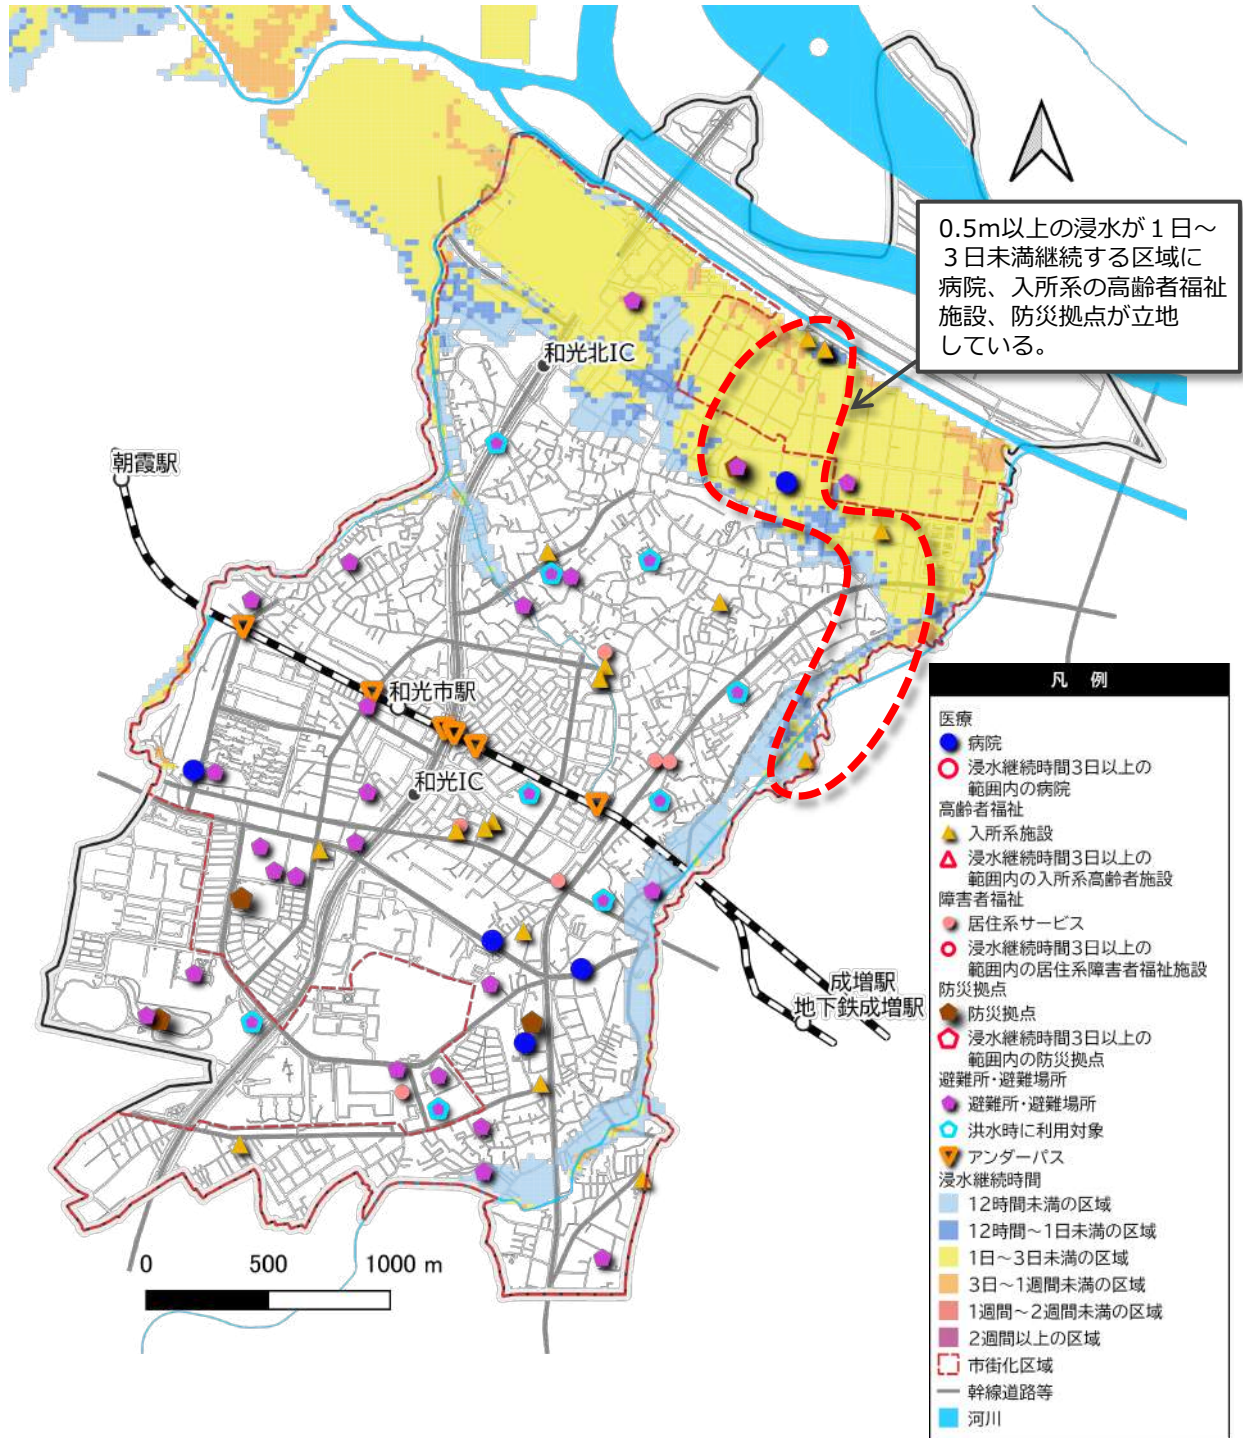 0.5m以上の浸水が１日～
３日未満継続する区域に
病院、入所系の高齢者福祉
施設、防災拠点が立地
している。
和光北IC
朝霞駅
和光市駅
和光IC
成増駅
地下鉄成増駅
0 500 1000 m
凡 例
医療
病院
浸水継続時間3日以上の
範囲内の病院
高齢者福祉
入所系施設
浸水継続時間3日以上の
範囲内の入所系高齢者施設
障害者福祉
居住系サービス
浸水継続時間3日以上の
範囲内の居住系障害者福祉施設
防災拠点
防災拠点
浸水継続時間3日以上の
範囲内の防災拠点
避難所・避難場所
避難所・避難場所
洪水時に利用対象
アンダーパス
浸水継続時間
12時間未満の区域
12時間～1日未満の区域
1日～3日未満の区域
3日～1週間未満の区域
1週間～2週間未満の区域
2週間以上の区域
市街化区域
幹線道路等
河川